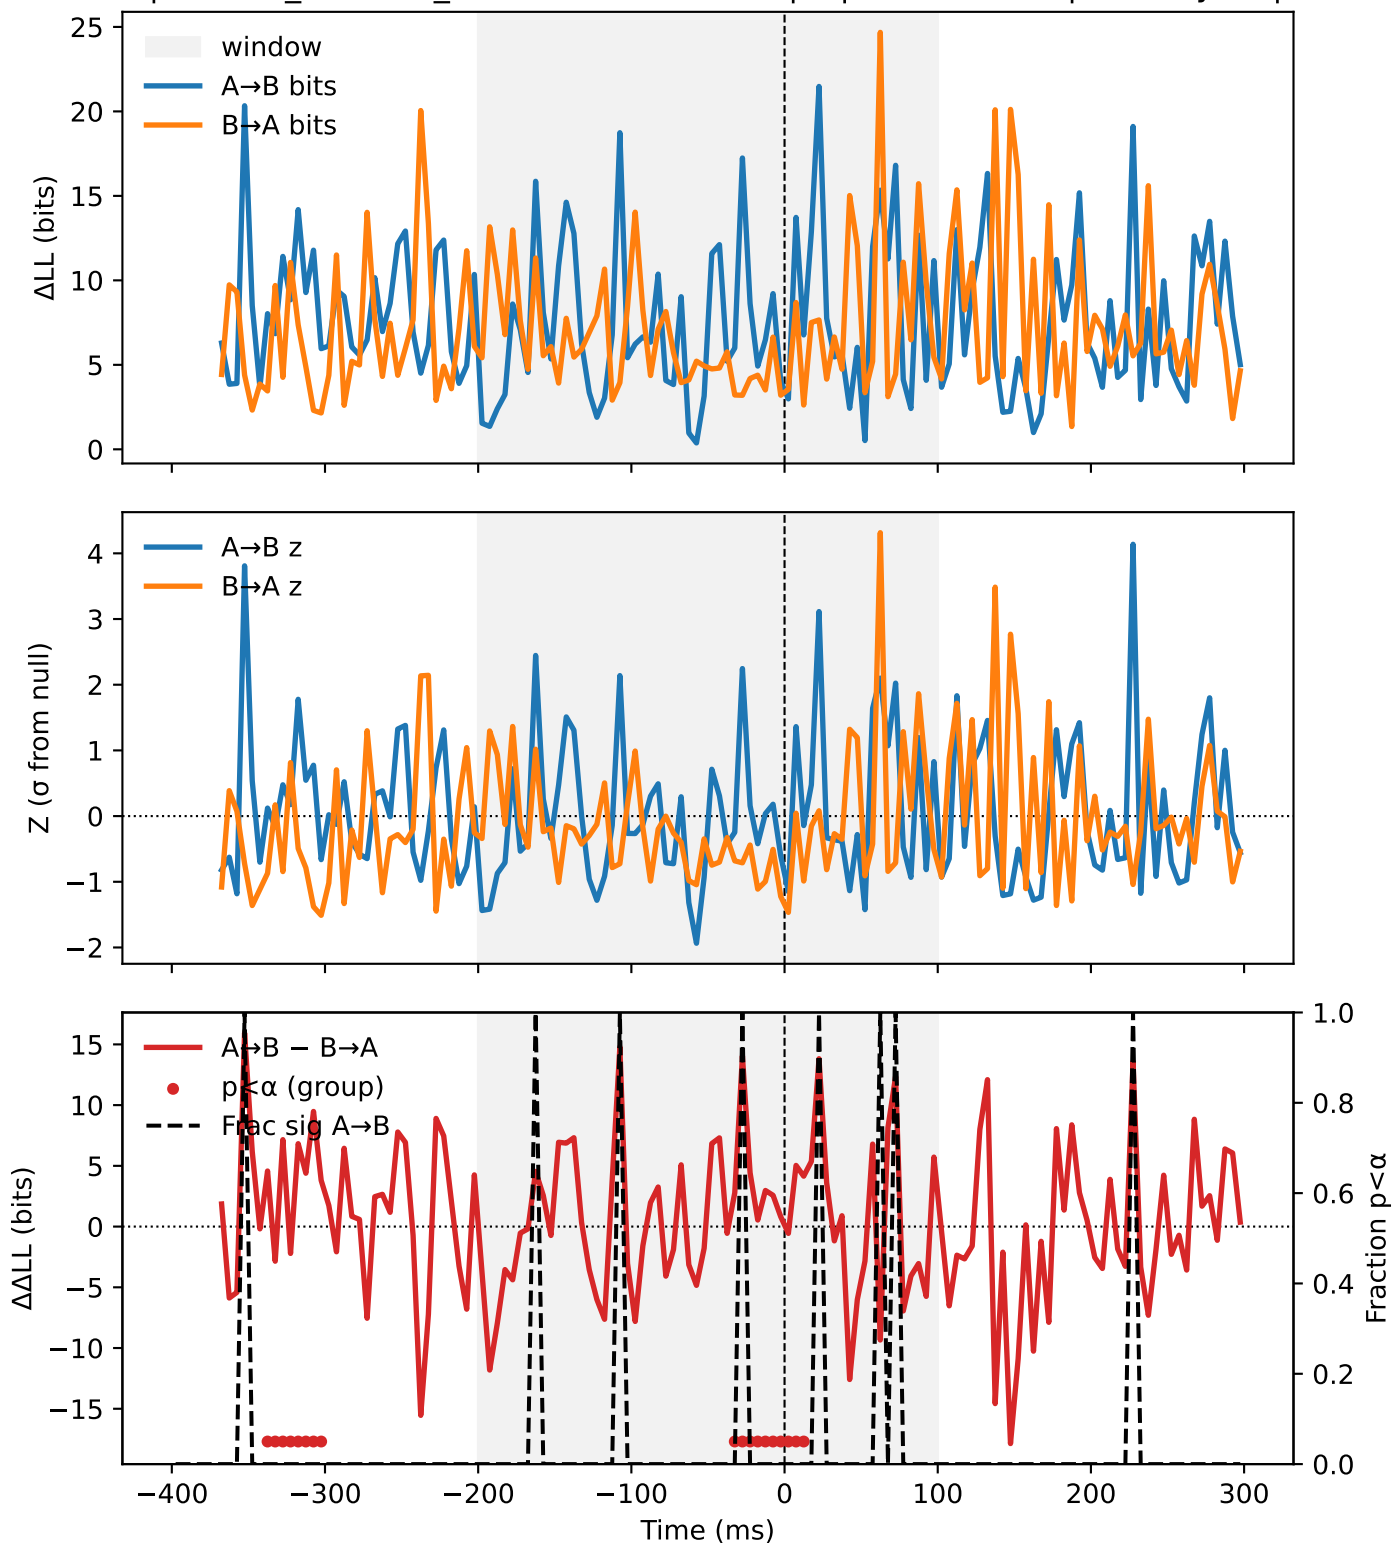 25
20
15
10
5
0
ΔLL (bits)
window
A→B bits
B→A bits
4
3
2
1
0
−1
−2
Z (σ from null)
A→B z
B→A z
15
10
5
0
−5
−10
−15
ΔΔLL (bits)
A→B − B→A
p<α (group)
Frac sig A→B
1.0
0.8
0.6
0.4
0.2
0.0
Fraction p<α
−400 −300 −200 −100 0 100 200 300
Time (ms)